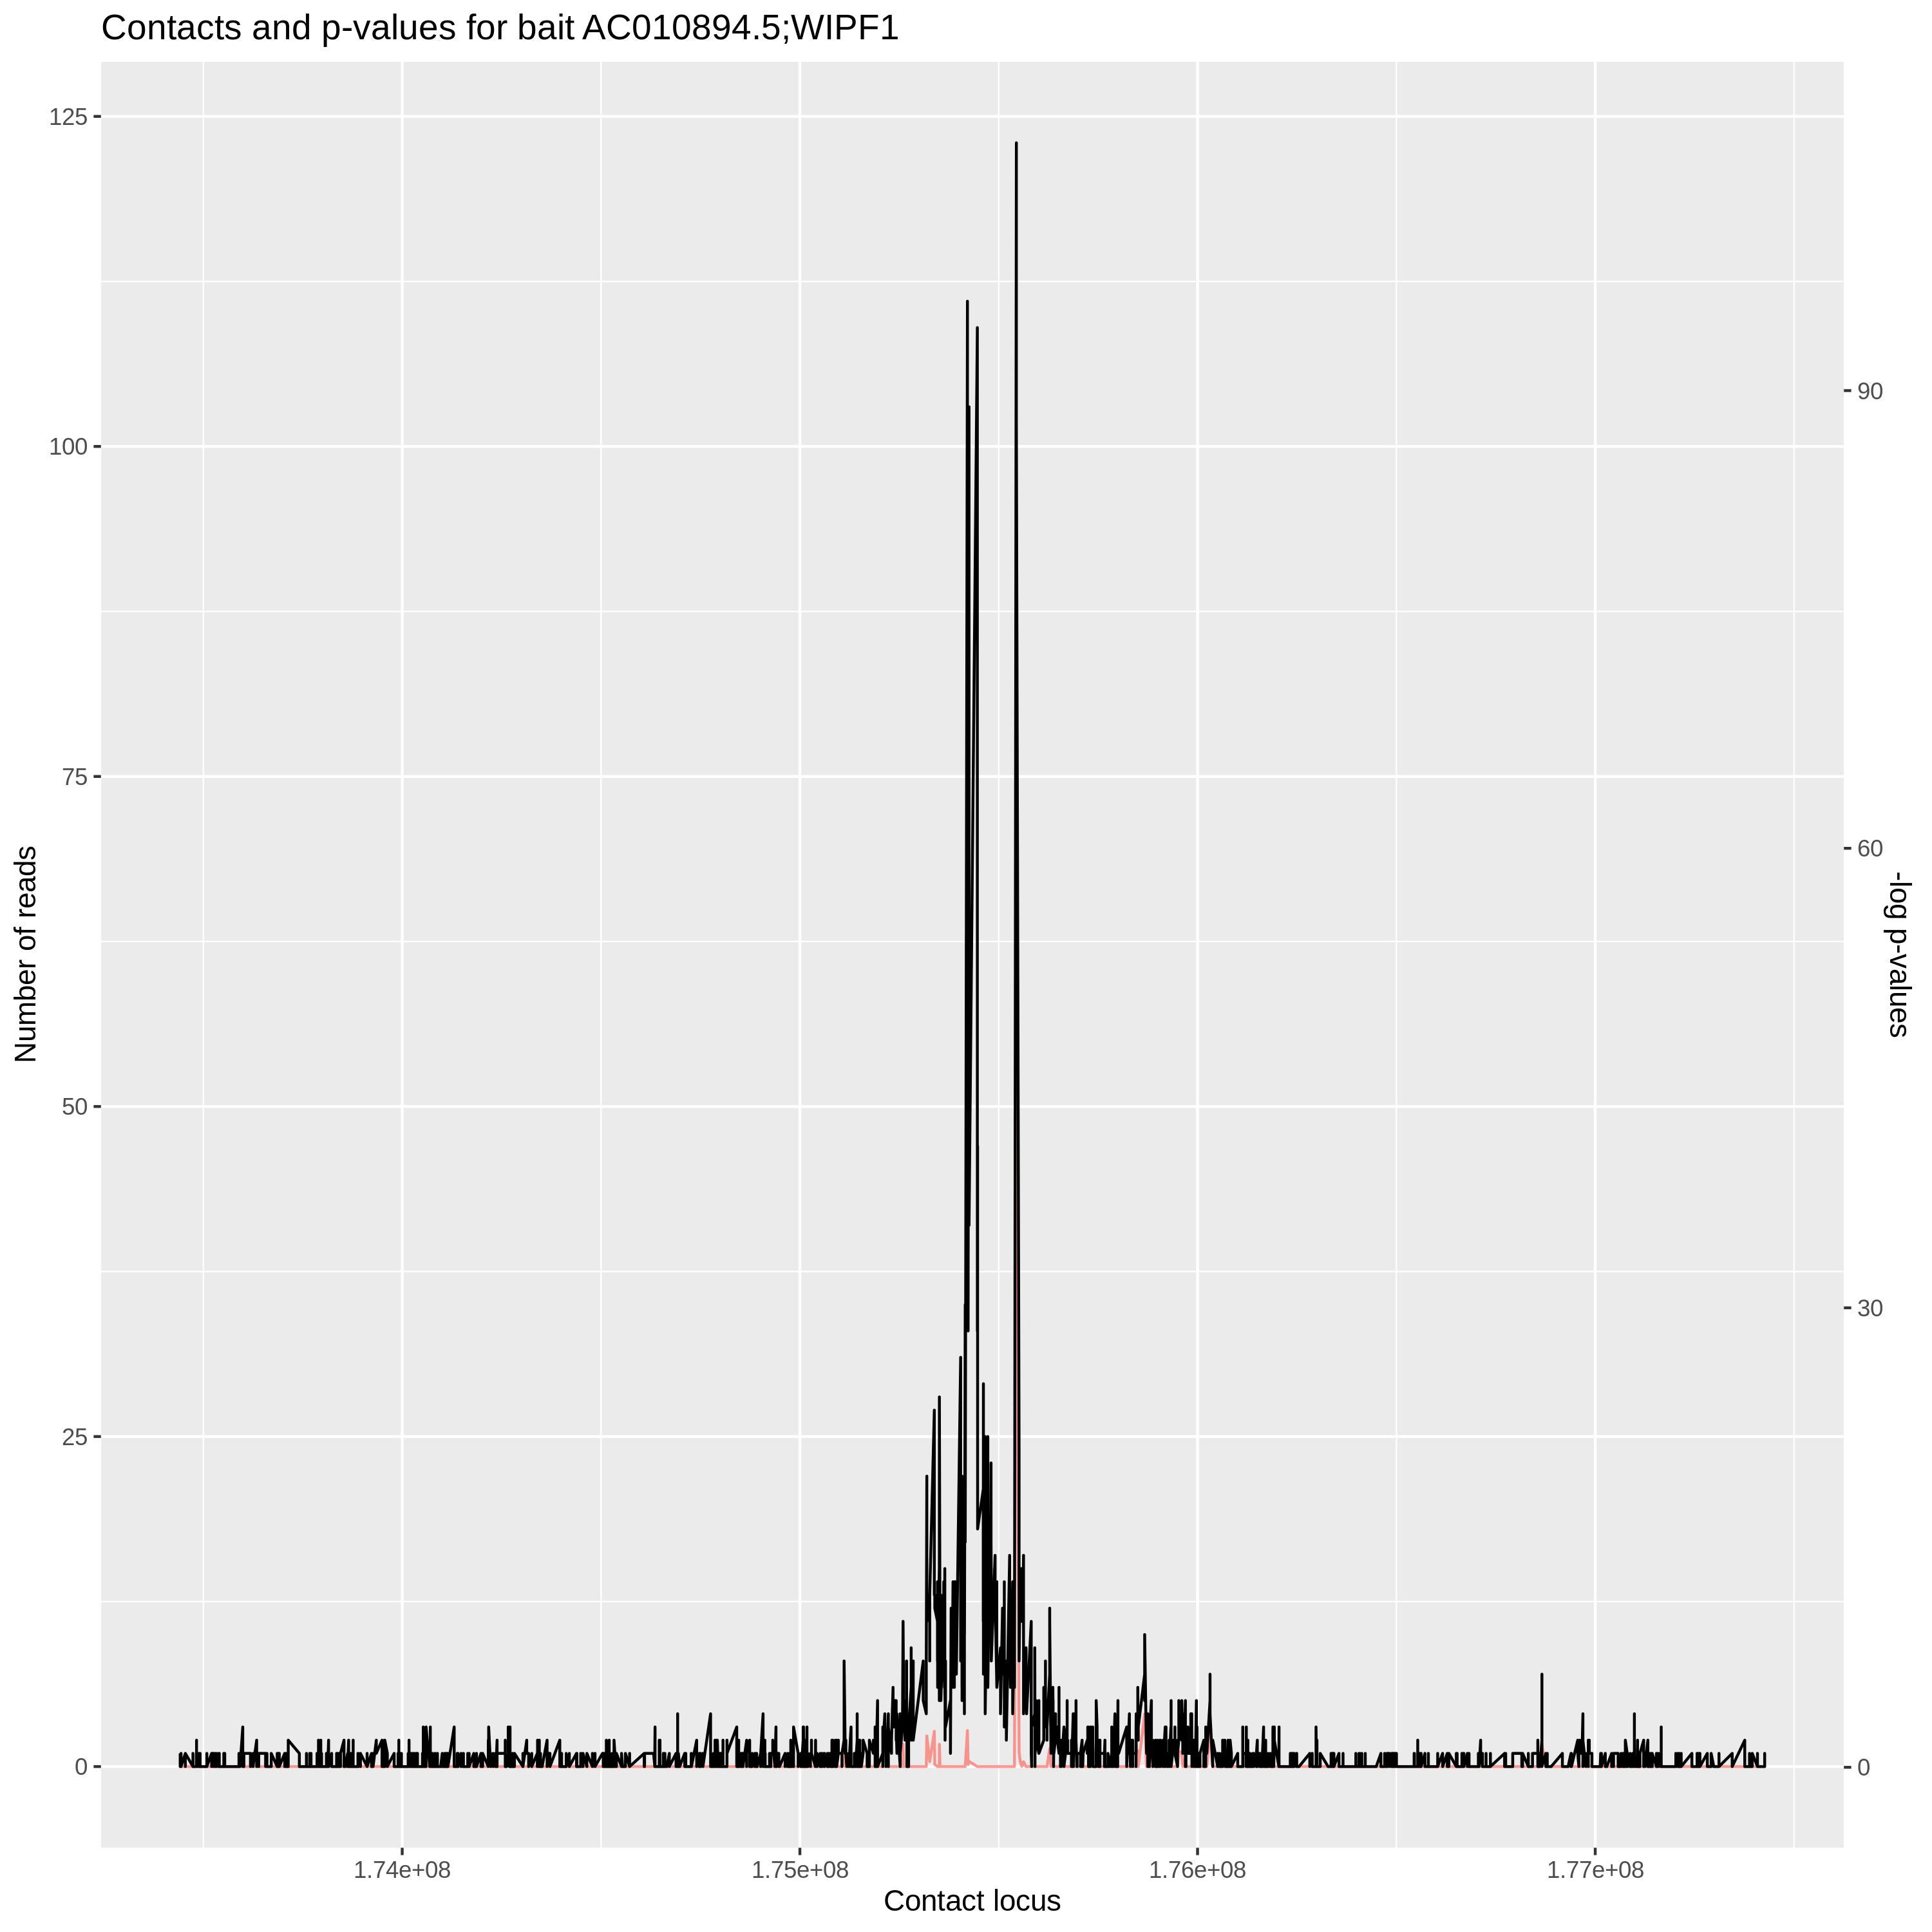 Contacts and p-values for bait AC010894.5;WIPF1
125
100
75
50
25
0
Number of reads
90
60
30
0
-log p-values
1.74e+08
1.75e+08
1.76e+08
1.77e+08
Contact locus